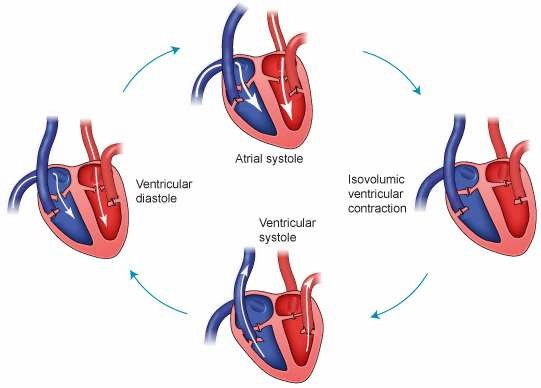 Atrial systole
Isovolumic
ventricular
contraction
Ventricular
systole
Ventricular
diastole